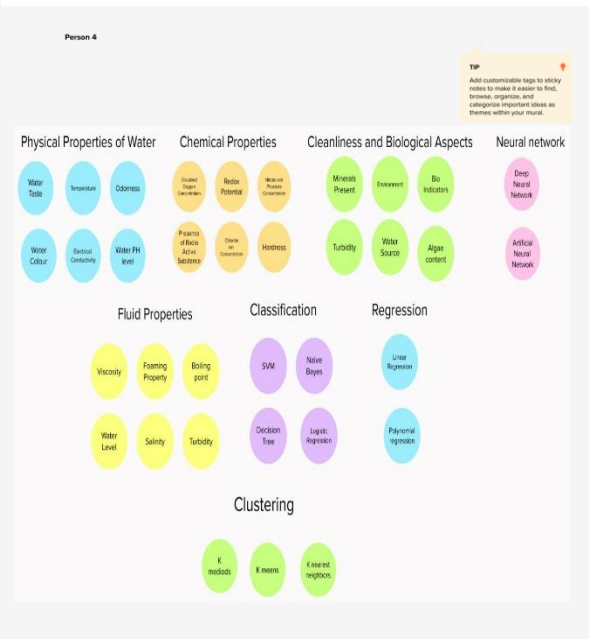 Person 4
TIP
Add customizable tags to sticky
notes to make it easier to find,
browse, organize, and
categorize important ideas as
themes within your mural.
Physical Properties of Water
Chemical Properties
Cleanliness and Biological Aspects
Neural network
Water
Taste
Temperature
Odorness
Dissolved
Oxygen
Concentration
Redox
Potential
Concentration
Minerals
Present
Environment
Bio
Indicators
Deep
Neural
Network
Water
Colour
Electrical
Conductivity
Water PH
level
Presence
of Radio
Active
Substance
Chloride
ion
Concentration
Hardness
Turbidity
Water
Source
Algae
content
Artificial
Neural
Network
Fluid Properties
Classification
Regression
Viscosity
Foaming
Property
Boiling
point
SVM
Naive
Bayes
Linear
Regression
Water
Level
Salinity
Turbidity
Decision
Tree
Logistic
Regression
Polynomial
regression
Clustering
K
mediods
K means
K nearest
neighbors